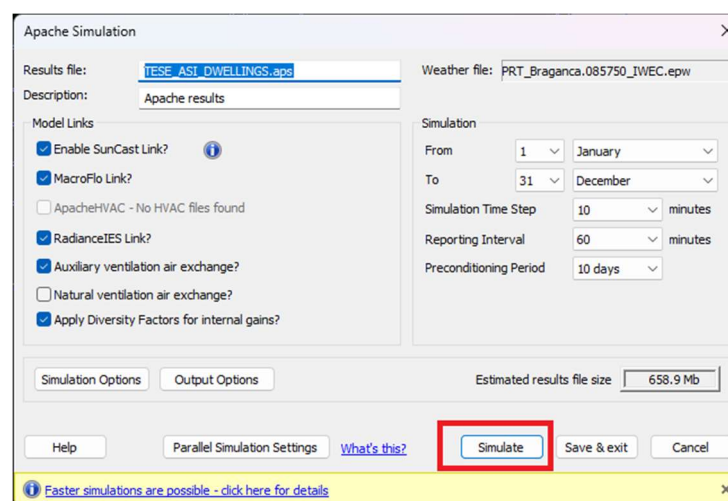 Apache Simulation
Results file: TESE_ASI_DWELLINGS.aps
Weather file: PRT_Braganca.085750_IWEC.epw
Description: Apache results
Model Links
Enable SunCast Link?
MacroFlo Link?
ApacheHVAC - No HVAC files found
RadianceIES Link?
Auxiliary ventilation air exchange?
Natural ventilation air exchange?
Apply Diversity Factors for internal gains?
Simulation
From 1 January
To 31 December
Simulation Time Step 10 minutes
Reporting Interval 60 minutes
Preconditioning Period 10 days
Simulation Options Output Options Estimated results file size 658.9 Mb
Help Parallel Simulation Settings What's this? Simulate Save & exit Cancel
Faster simulations are possible - click here for details